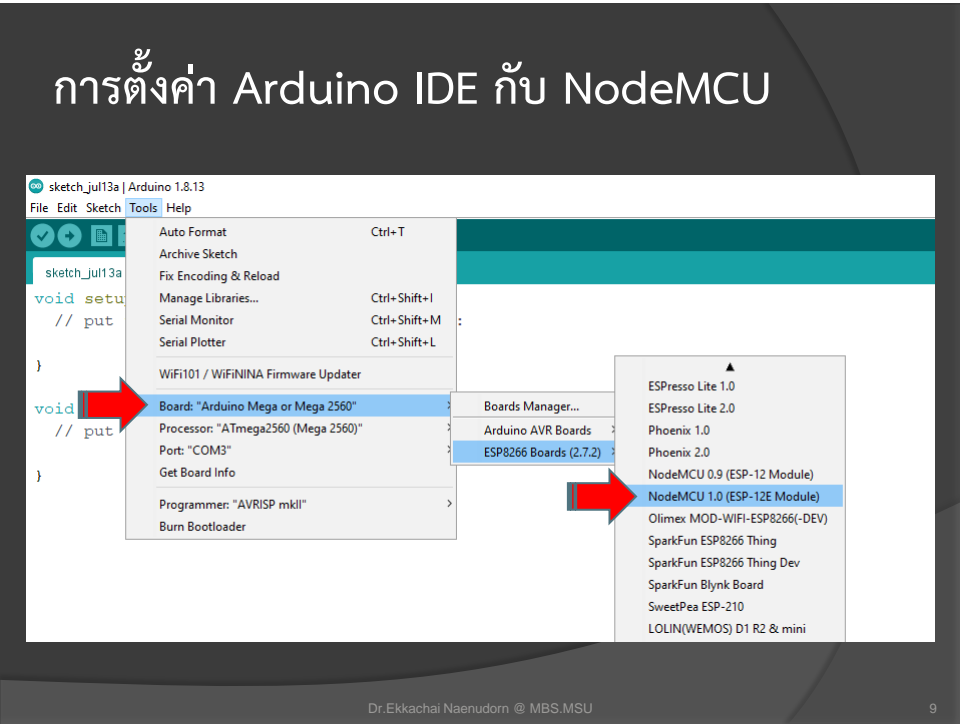 การตั้งค่า Arduino IDE กับ NodeMCU
sketch_jul13a | Arduino 1.8.13
File Edit Sketch Tools Help
sketch_jul13a
void setu
// put
:
}
void
// put
}
Auto Format Ctrl+T
Archive Sketch
Fix Encoding & Reload
Manage Libraries... Ctrl+Shift+I
Serial Monitor Ctrl+Shift+M
Serial Plotter Ctrl+Shift+L
WiFi101 / WiFiNINA Firmware Updater
Board: "Arduino Mega or Mega 2560"
Processor: "ATmega2560 (Mega 2560)"
Port: "COM3"
Get Board Info
Programmer: "AVRISP mkII"
Burn Bootloader
Boards Manager...
Arduino AVR Boards
ESP8266 Boards (2.7.2)
ESPresso Lite 1.0
ESPresso Lite 2.0
Phoenix 1.0
Phoenix 2.0
NodeMCU 0.9 (ESP-12 Module)
NodeMCU 1.0 (ESP-12E Module)
Olimex MOD-WIFI-ESP8266(-DEV)
SparkFun ESP8266 Thing
SparkFun ESP8266 Thing Dev
SparkFun Blynk Board
SweetPea ESP-210
LOLIN(WEMOS) D1 R2 & mini
Dr.Ekkachai Naenudorn @ MBS.MSU
9